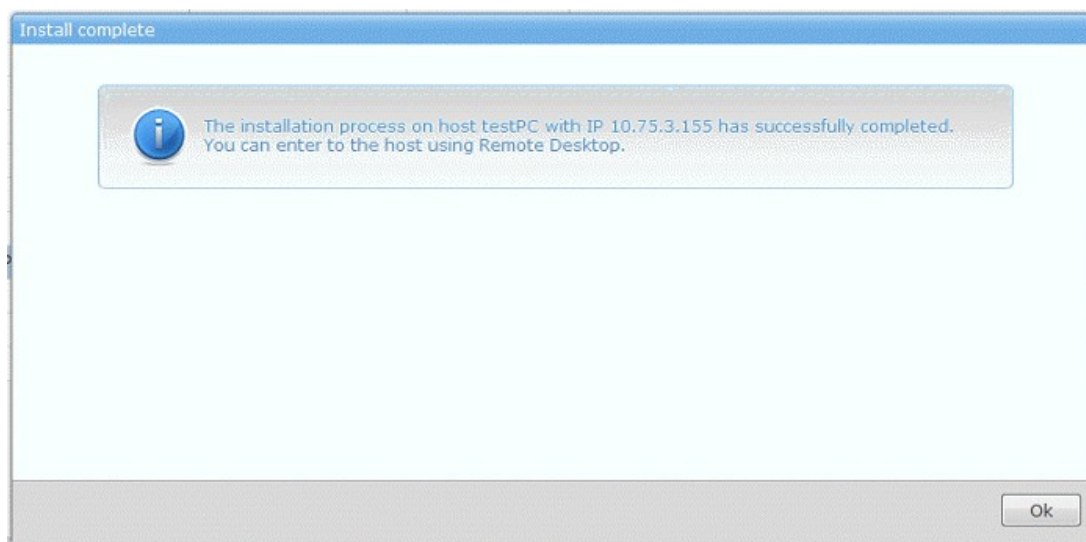 Install complete
The installation process on host testPC with IP 10.75.3.155 has successfully completed.
You can enter to the host using Remote Desktop.
Ok